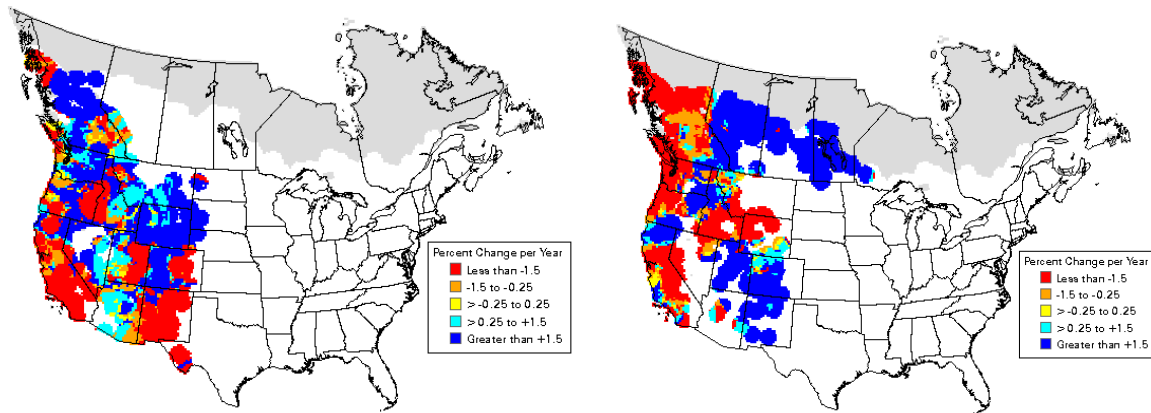 Percent Change per Year
Less than -1.5
-1.5 to -0.25
> -0.25 to 0.25
> 0.25 to +1.5
Greater than +1.5
Percent Change per Year
Less than -1.5
-1.5 to -0.25
> -0.25 to 0.25
> 0.25 to +1.5
Greater than +1.5